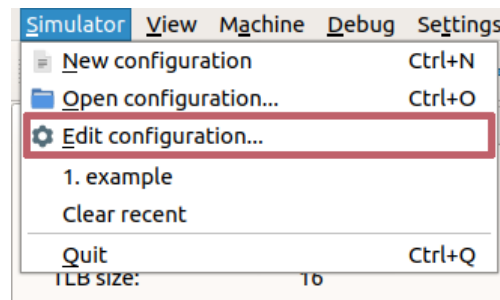 Simulator View Machine Debug Settings
New configuration Ctrl+N
Open configuration... Ctrl+O
Edit configuration...
1. example
Clear recent
Quit Ctrl+Q
TLB size: 16